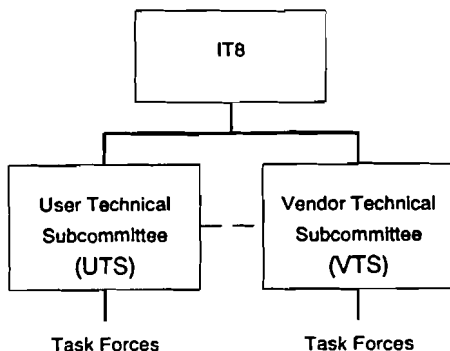 IT8
User Technical
Subcommittee
(UTS)
Vendor Technical
Subcommittee
(VTS)
Task Forces
Task Forces